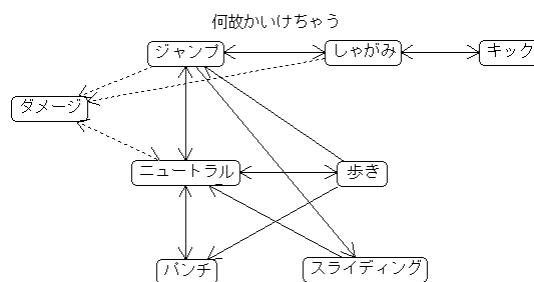 何故かいけちゃう
ジャンプ
しゃがみ
キック
ダメージ
ニュートラル
歩き
パンチ
スライディング